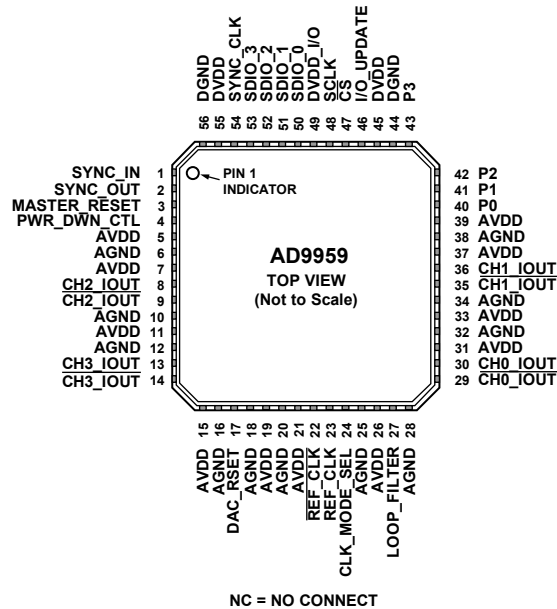 DGND
DVDD
SYNC_CLK
SDIO_3
SDIO_2
SDIO_1
SDIO_0
DVDD_I/O
SCLK
CS
I/O_UPDATE
DVDD
DGND
P3
56 55 54 53 52 51 50 49 48 47 46 45 44 43
SYNC_IN 1
SYNC_OUT 2
MASTER_RESET 3
PWR_DWN_CTL 4
AVDD 5
AGND 6
AVDD 7
CH2_IOUT 8
CH2_IOUT 9
AGND 10
AVDD 11
AGND 12
CH3_IOUT 13
CH3_IOUT 14
PIN 1
INDICATOR
AD9959
TOP VIEW
(Not to Scale)
42 P2
41 P1
40 P0
39 AVDD
38 AGND
37 AVDD
36 CH1_IOUT
35 CH1_IOUT
34 AGND
33 AVDD
32 AGND
31 AVDD
30 CH0_IOUT
29 CH0_IOUT
15 16 17 18 19 20 21 22 23 24 25 26 27 28
AVDD
AGND
DAC_RSET
AGND
AVDD
AGND
AVDD
REF_CLK
REF_CLK
CLK_MODE_SEL
AGND
AVDD
LOOP_FILTER
AGND
NC = NO CONNECT